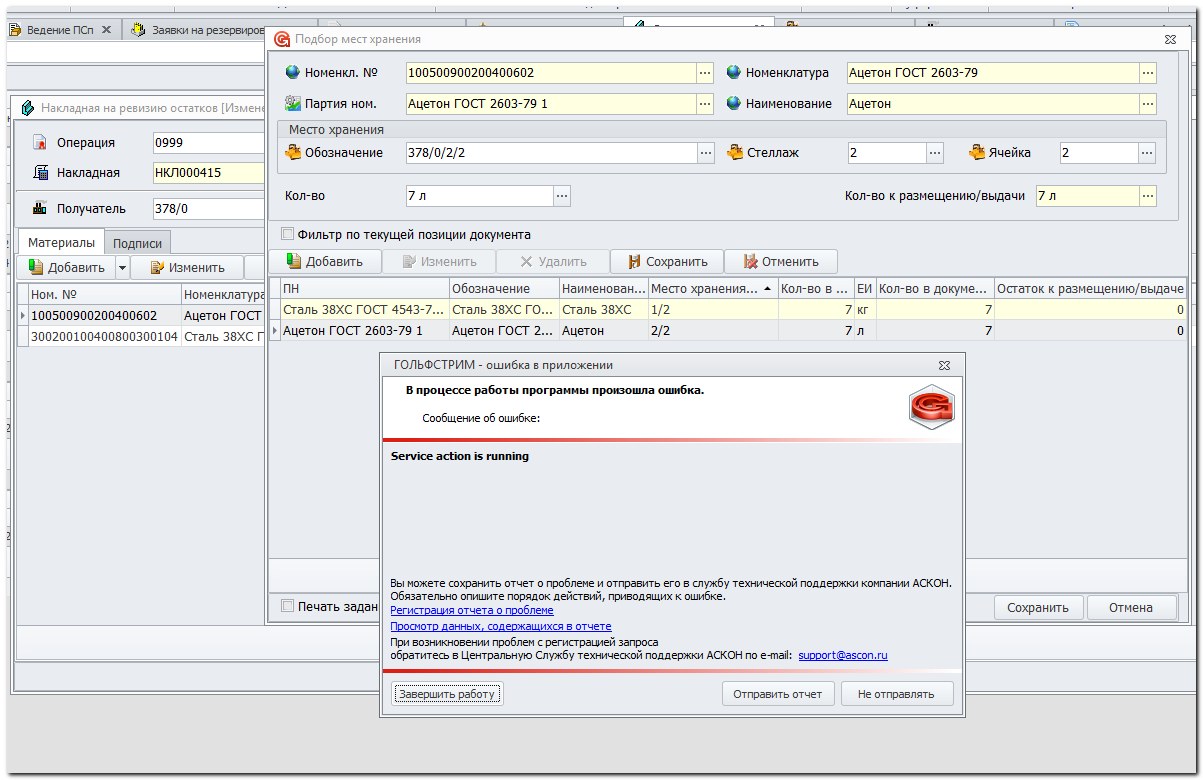 Ведение ПСп
Заявки на резервиров
Подбор мест хранения
Номенкл. №
100500900200400602
Номенклатура
Ацетон ГОСТ 2603-79
Партия ном.
Ацетон ГОСТ 2603-79 1
Наименование
Ацетон
Место хранения
Обозначение
378/0/2/2
Стеллаж
2
Ячейка
2
Кол-во
7 л
Кол-во к размещению/выдачи
7 л
Фильтр по текущей позиции документа
Добавить
Изменить
Удалить
Сохранить
Отменить
ПН
Обозначение
Наименован...
Место хранения...
Кол-во в ...
ЕИ
Кол-во в докуме...
Остаток к размещению/выдаче
Сталь 38ХС ГОСТ 4543-7...
Сталь 38ХС ГО...
Сталь 38ХС
1/2
7
кг
7
0
Ацетон ГОСТ 2603-79 1
Ацетон ГОСТ 2...
Ацетон
2/2
7
л
7
0
Печать задан
Сохранить
Отмена
Накладная на ревизию остатков [Измене
Операция
0999
Накладная
НКЛ000415
Получатель
378/0
Материалы
Подписи
Добавить
Изменить
Ном. №
Номенклатура
100500900200400602
Ацетон ГОСТ
300200100400800300104
Сталь 38ХС Г
ГОЛЬФСТРИМ - ошибка в приложении
В процессе работы программы произошла ошибка.
Сообщение об ошибке:
Service action is running
Вы можете сохранить отчет о проблеме и отправить его в службу технической поддержки компании АСКОН.
Обязательно опишите порядок действий, приводящих к ошибке.
Регистрация отчета о проблеме
Просмотр данных, содержащихся в отчете
При возникновении проблем с регистрацией запроса
обратитесь в Центральную Службу технической поддержки АСКОН по e-mail: support@ascon.ru
Завершить работу
Отправить отчет
Не отправлять